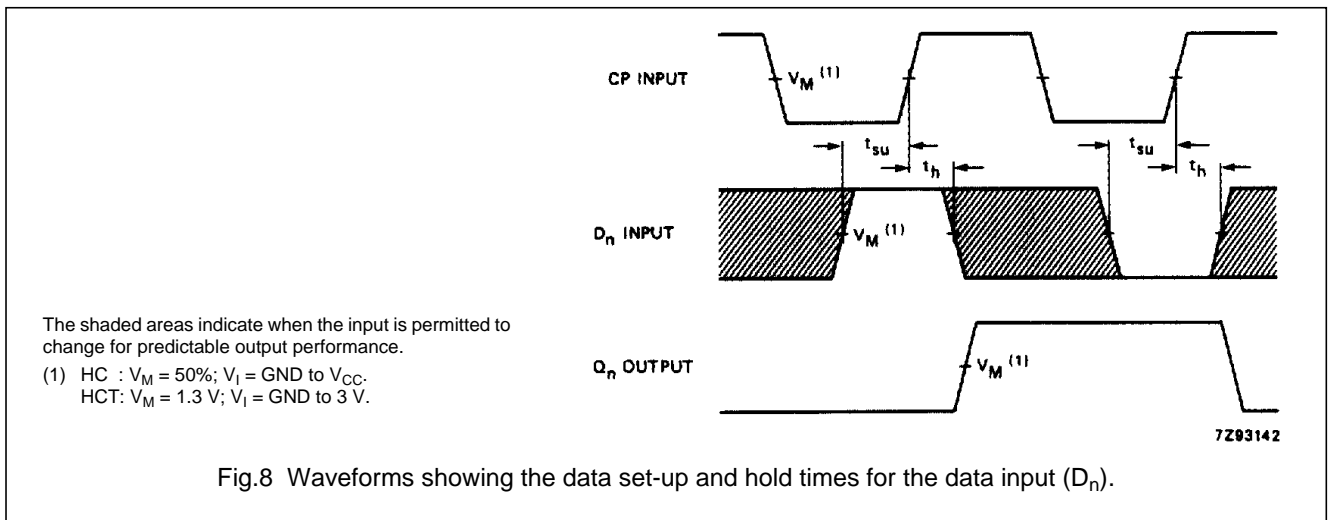 CP INPUT
V_M (1)
t_su
t_h
t_su
t_h
D_n INPUT
V_M (1)
The shaded areas indicate when the input is permitted to
change for predictable output performance.
(1) HC : V_M = 50%; V_I = GND to V_CC.
HCT: V_M = 1.3 V; V_I = GND to 3 V.
Q_n OUTPUT
V_M (1)
7Z93142
Fig.8 Waveforms showing the data set-up and hold times for the data input (D_n).